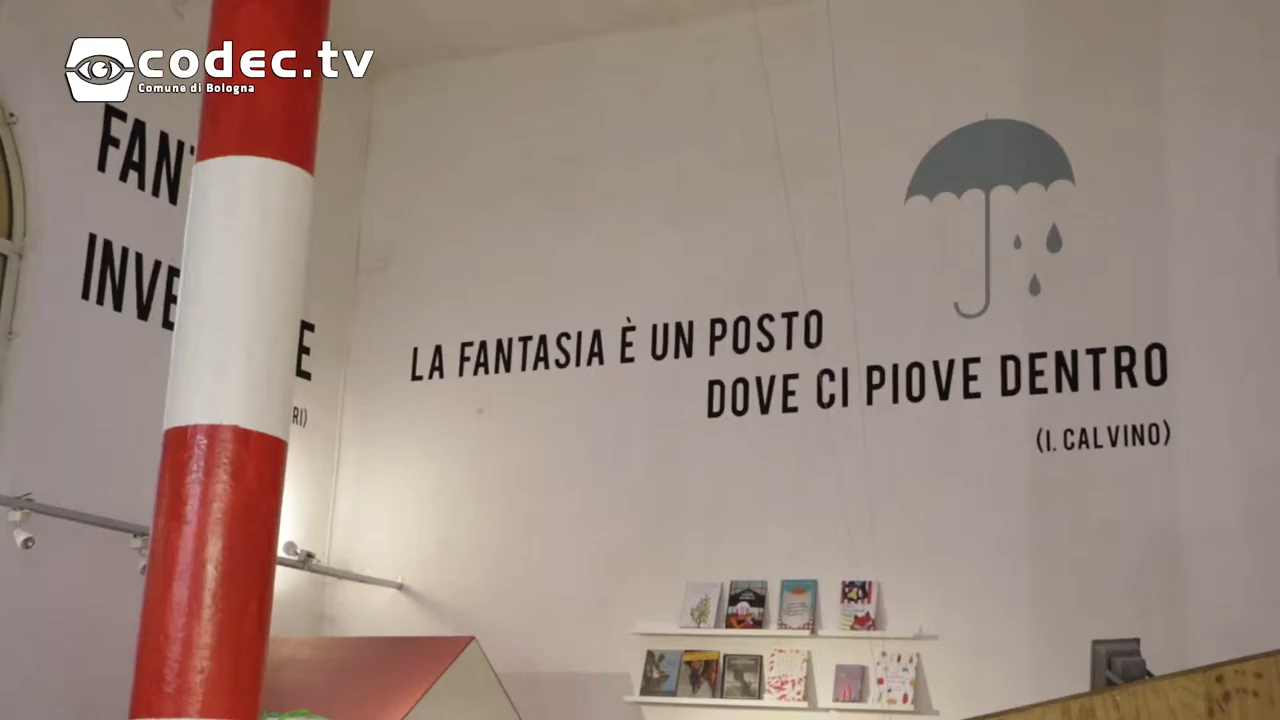 codec.tv
Comune di Bologna
LA FANTASIA È UN POSTO
DOVE CI PIOVE DENTRO
(I. CALVINO)